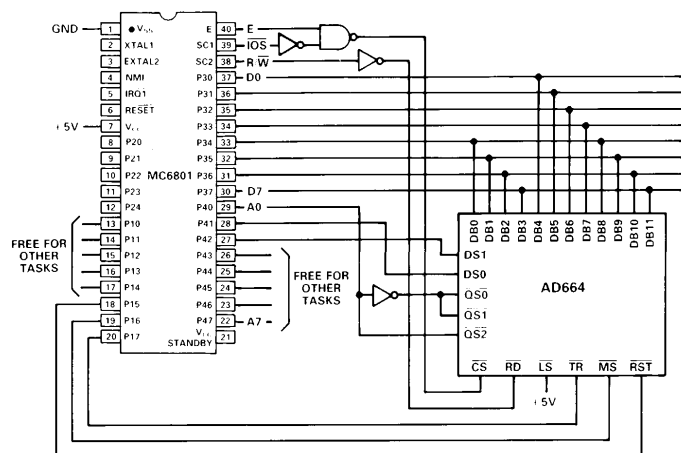 GND 1 VSS E 40 E
2 XTAL1 SC1 39 IOS
3 EXTAL2 SC2 38 R/W
4 NMI P30 37 D0
5 IRQ1 P31 36
6 RESET P32 35
+5V 7 VCC P33 34
8 P20 P34 33
9 P21 P35 32
10 P22 MC6801 P36 31
11 P23 P37 30 D7
12 P24 P40 29 A0
13 P10 P41 28
14 P11 P42 27
15 P12 P43 26
16 P13 P44 25
17 P14 P45 24
18 P15 P46 23
19 P16 P47 22 A7
20 P17 VCC STANDBY 21
FREE FOR
OTHER
TASKS
FREE FOR
OTHER
TASKS
DB0 DB1 DB2 DB3 DB4 DB5 DB6 DB7 DB8 DB9 DB10 DB11
DS1
DS0
QS0
QS1
QS2
AD664
CS RD LS TR MS RST
+5V